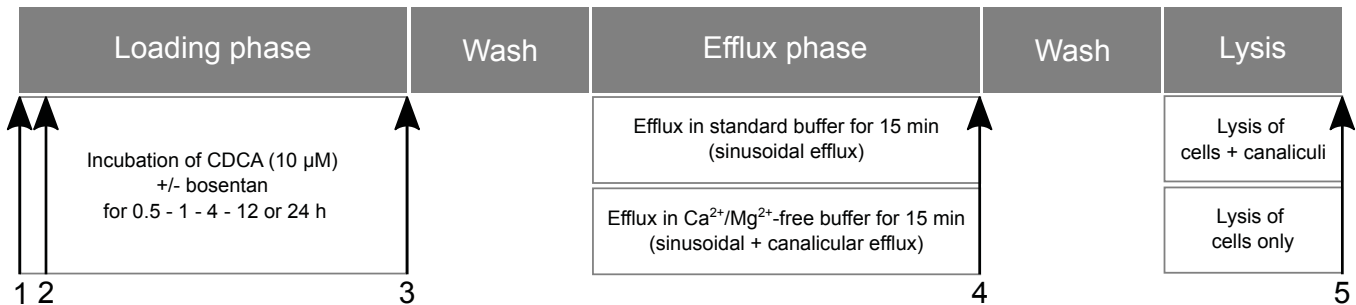 Loading phase
Wash
Efflux phase
Wash
Lysis
Incubation of CDCA (10 µM)
+/- bosentan
for 0.5 - 1 - 4 - 12 or 24 h
Efflux in standard buffer for 15 min
(sinusoidal efflux)
Efflux in Ca²⁺/Mg²⁺-free buffer for 15 min
(sinusoidal + canalicular efflux)
Lysis of
cells + canaliculi
Lysis of
cells only
1 2 3 4 5